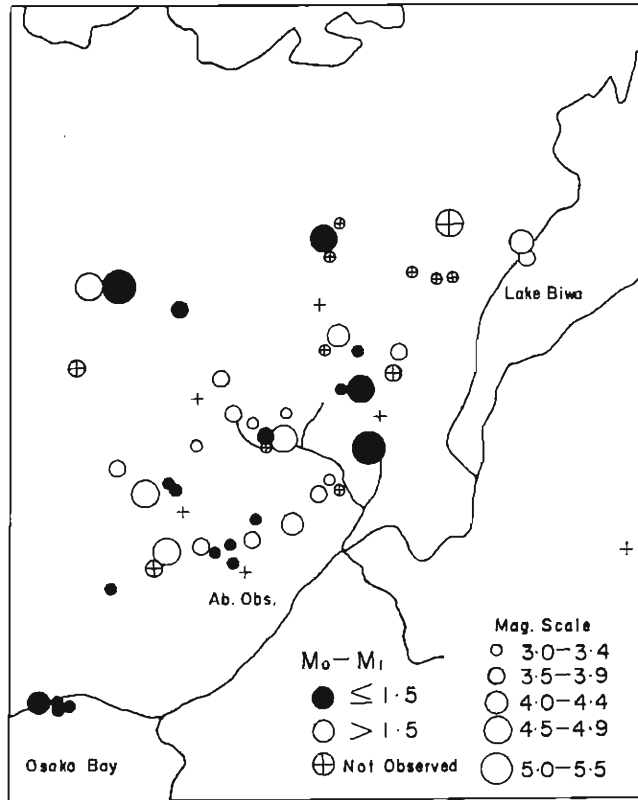 Lake Biwa
Ab. Obs.
Osaka Bay
M₀–M₁
≤ 1·5
> 1·5
Not Observed
Mag. Scale
3·0–3·4
3·5–3·9
4·0–4·4
4·5–4·9
5·0–5·5